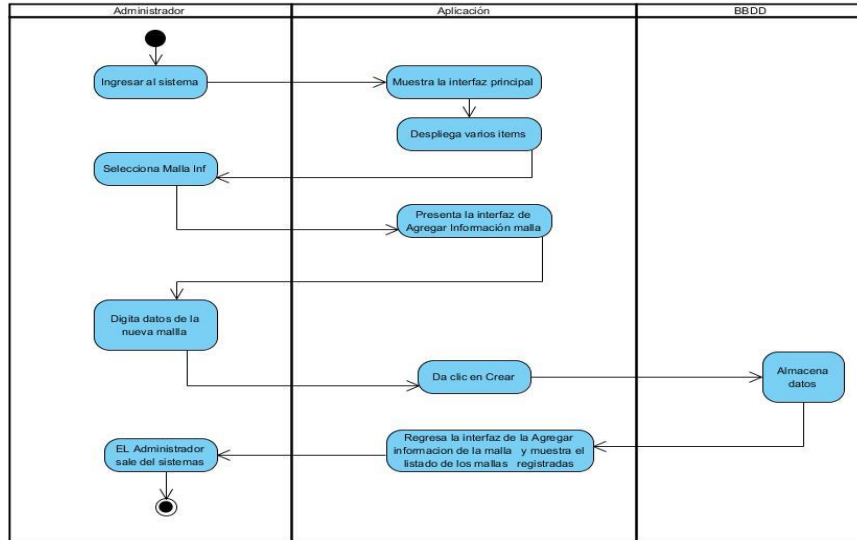 Administrador
Aplicación
BBDD
Ingresar al sistema
Muestra la interfaz principal
Despliega varios items
Selecciona Malla Inf
Presenta la interfaz de
Agregar Información malla
Digita datos de la
nueva mallla
Da clic en Crear
Almacena
datos
Regresa la interfaz de la Agregar
informacion de la malla y muestra el
listado de los mallas registradas
EL Administrador
sale del sistemas